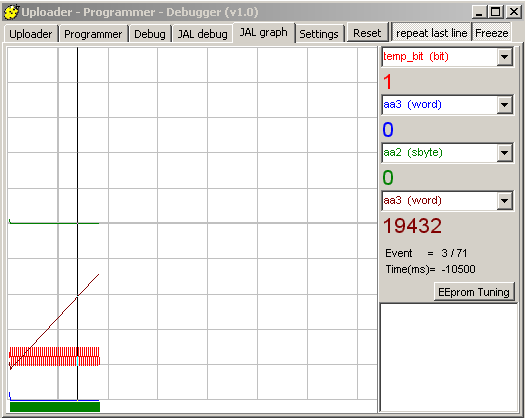 Uploader - Programmer - Debugger (v1.0)
Uploader Programmer Debug JAL debug JAL graph Settings Reset repeat last line Freeze
temp_bit (bit)
1
aa3 (word)
0
aa2 (sbyte)
0
aa3 (word)
19432
Event = 3 / 71
Time(ms)= -10500
EEprom Tuning